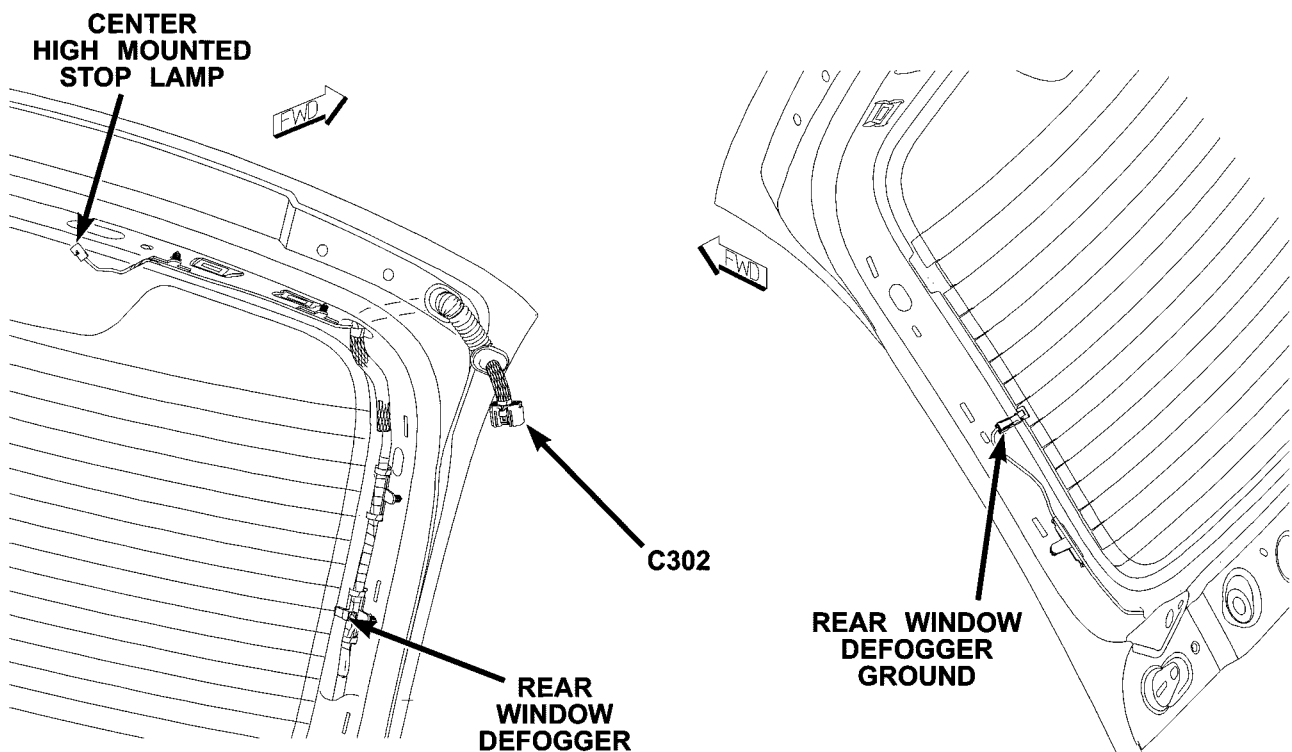 CENTER
HIGH MOUNTED
STOP LAMP
FWD
FWD
C302
REAR WINDOW
DEFOGGER
GROUND
REAR
WINDOW
DEFOGGER